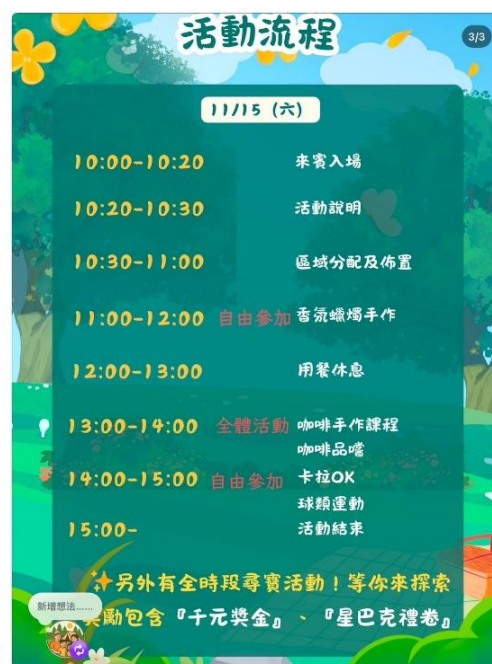 活動流程
3/3
11/15 (六)
10:00-10:20 來賓入場
10:20-10:30 活動說明
10:30-11:00 區域分配及佈置
11:00-12:00 自由參加 香氛蠟燭手作
12:00-13:00 用餐休息
13:00-14:00 全體活動 咖啡手作課程
咖啡品嚐
14:00-15:00 自由參加 卡拉OK
球類運動
15:00- 活動結束
✨另外有全時段尋寶活動！等你來探索
新增想法......
勵包含『千元獎金』、『星巴克禮卷』